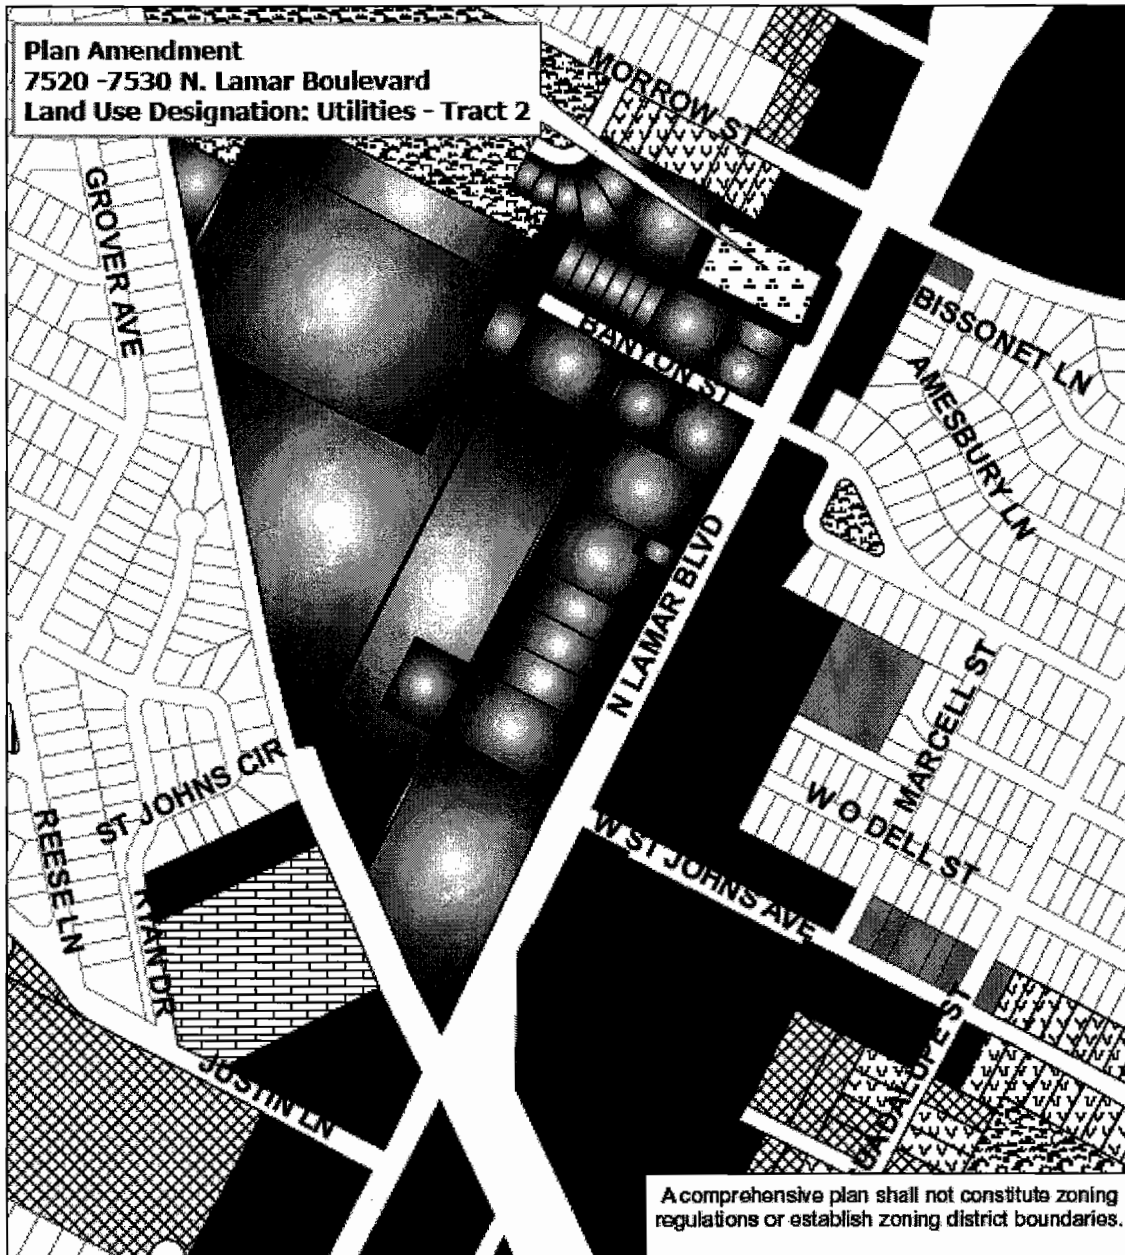 Plan Amendment
7520 -7530 N. Lamar Boulevard
Land Use Designation: Utilities - Tract 2
MORROW ST
GROVER AVE
BISSONET LN
BANYON ST
AMESBURY LN
N LAMAR BLVD
MARCELL ST
ST JOHNS CIR
W O DELL ST
REESE LN
W ST JOHNS AVE
RYAN DR
GUADALUPE ST
JUSTIN LN
A comprehensive plan shall not constitute zoning
regulations or establish zoning district boundaries.